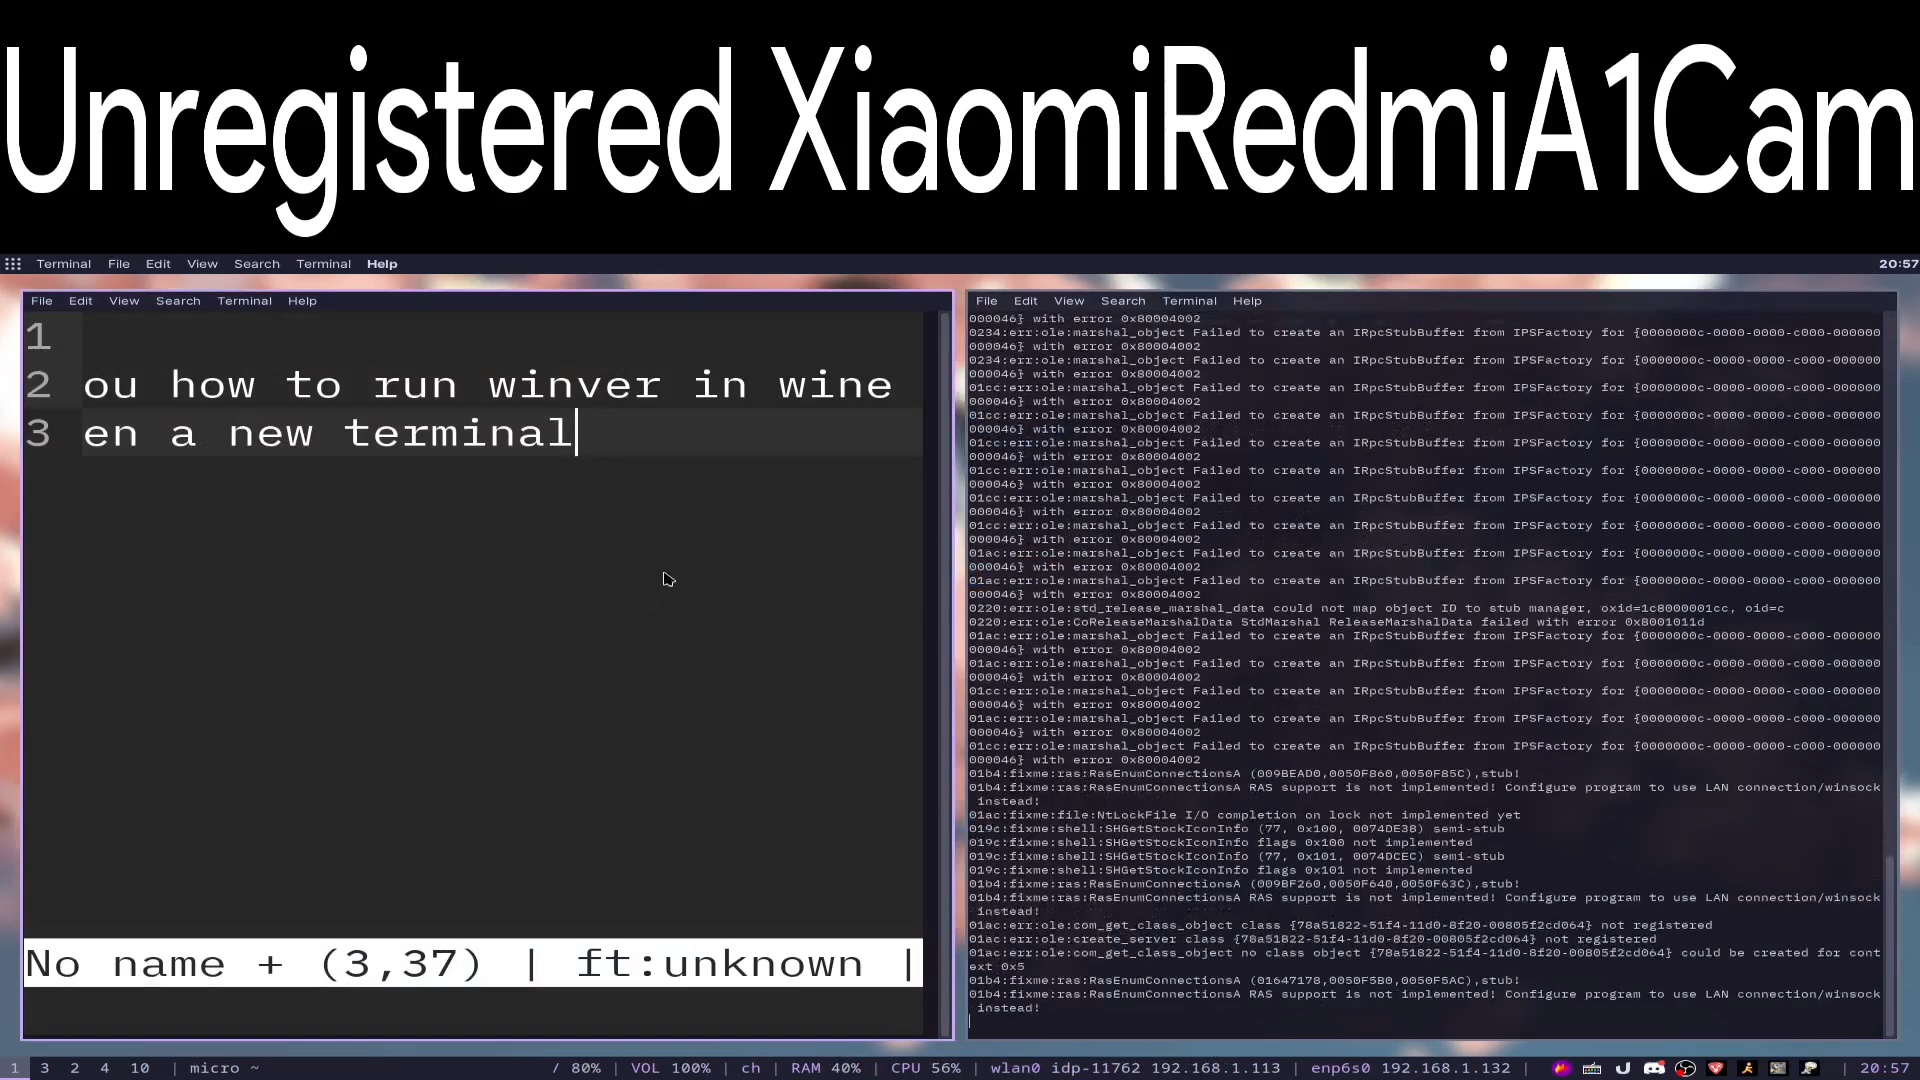 Unregistered XiaomiRedmiA1Cam
Terminal File Edit View Search Terminal Help 20:57
File Edit View Search Terminal Help
1
2 ou how to run winver in wine
3 en a new terminal
No name + (3,37) | ft:unknown |
File Edit View Search Terminal Help
000046} with error 0x80004002
0234:err:ole:marshal_object Failed to create an IRpcStubBuffer from IPSFactory for {0000000c-0000-0000-c000-000000
000046} with error 0x80004002
0234:err:ole:marshal_object Failed to create an IRpcStubBuffer from IPSFactory for {0000000c-0000-0000-c000-000000
000046} with error 0x80004002
01cc:err:ole:marshal_object Failed to create an IRpcStubBuffer from IPSFactory for {0000000c-0000-0000-c000-000000
000046} with error 0x80004002
01cc:err:ole:marshal_object Failed to create an IRpcStubBuffer from IPSFactory for {0000000c-0000-0000-c000-000000
000046} with error 0x80004002
01cc:err:ole:marshal_object Failed to create an IRpcStubBuffer from IPSFactory for {0000000c-0000-0000-c000-000000
000046} with error 0x80004002
01cc:err:ole:marshal_object Failed to create an IRpcStubBuffer from IPSFactory for {0000000c-0000-0000-c000-000000
000046} with error 0x80004002
01cc:err:ole:marshal_object Failed to create an IRpcStubBuffer from IPSFactory for {0000000c-0000-0000-c000-000000
000046} with error 0x80004002
01cc:err:ole:marshal_object Failed to create an IRpcStubBuffer from IPSFactory for {0000000c-0000-0000-c000-000000
000046} with error 0x80004002
01ac:err:ole:marshal_object Failed to create an IRpcStubBuffer from IPSFactory for {0000000c-0000-0000-c000-000000
000046} with error 0x80004002
01ac:err:ole:marshal_object Failed to create an IRpcStubBuffer from IPSFactory for {0000000c-0000-0000-c000-000000
000046} with error 0x80004002
0220:err:ole:std_release_marshal_data could not map object ID to stub manager, oxid=1c8000001cc, oid=c
0220:err:ole:CoReleaseMarshalData StdMarshal ReleaseMarshalData failed with error 0x8001011d
01ac:err:ole:marshal_object Failed to create an IRpcStubBuffer from IPSFactory for {0000000c-0000-0000-c000-000000
000046} with error 0x80004002
01ac:err:ole:marshal_object Failed to create an IRpcStubBuffer from IPSFactory for {0000000c-0000-0000-c000-000000
000046} with error 0x80004002
01cc:err:ole:marshal_object Failed to create an IRpcStubBuffer from IPSFactory for {0000000c-0000-0000-c000-000000
000046} with error 0x80004002
01ac:err:ole:marshal_object Failed to create an IRpcStubBuffer from IPSFactory for {0000000c-0000-0000-c000-000000
000046} with error 0x80004002
01cc:err:ole:marshal_object Failed to create an IRpcStubBuffer from IPSFactory for {0000000c-0000-0000-c000-000000
000046} with error 0x80004002
01b4:fixme:ras:RasEnumConnectionsA (009BEAD0,0050F860,0050F85C),stub!
01b4:fixme:ras:RasEnumConnectionsA RAS support is not implemented! Configure program to use LAN connection/winsock
instead!
01ac:fixme:file:NtLockFile I/O completion on lock not implemented yet
019c:fixme:shell:SHGetStockIconInfo (77, 0x100, 0074DE38) semi-stub
019c:fixme:shell:SHGetStockIconInfo flags 0x100 not implemented
019c:fixme:shell:SHGetStockIconInfo (77, 0x101, 0074DCEC) semi-stub
019c:fixme:shell:SHGetStockIconInfo flags 0x101 not implemented
01b4:fixme:ras:RasEnumConnectionsA (009BF260,0050F640,0050F63C),stub!
01b4:fixme:ras:RasEnumConnectionsA RAS support is not implemented! Configure program to use LAN connection/winsock
instead!
01ac:err:ole:com_get_class_object class {78a51822-51f4-11d0-8f20-00805f2cd064} not registered
01ac:err:ole:create_server class {78a51822-51f4-11d0-8f20-00805f2cd064} not registered
01ac:err:ole:com_get_class_object no class object {78a51822-51f4-11d0-8f20-00805f2cd064} could be created for cont
ext 0x5
01b4:fixme:ras:RasEnumConnectionsA (01647178,0050F5B0,0050F5AC),stub!
01b4:fixme:ras:RasEnumConnectionsA RAS support is not implemented! Configure program to use LAN connection/winsock
instead!
1 3 2 4 10 | micro ~ / 80% | VOL 100% | ch | RAM 40% | CPU 56% | wlan0 idp-11762 192.168.1.113 | enp6s0 192.168.1.132 | 20:57